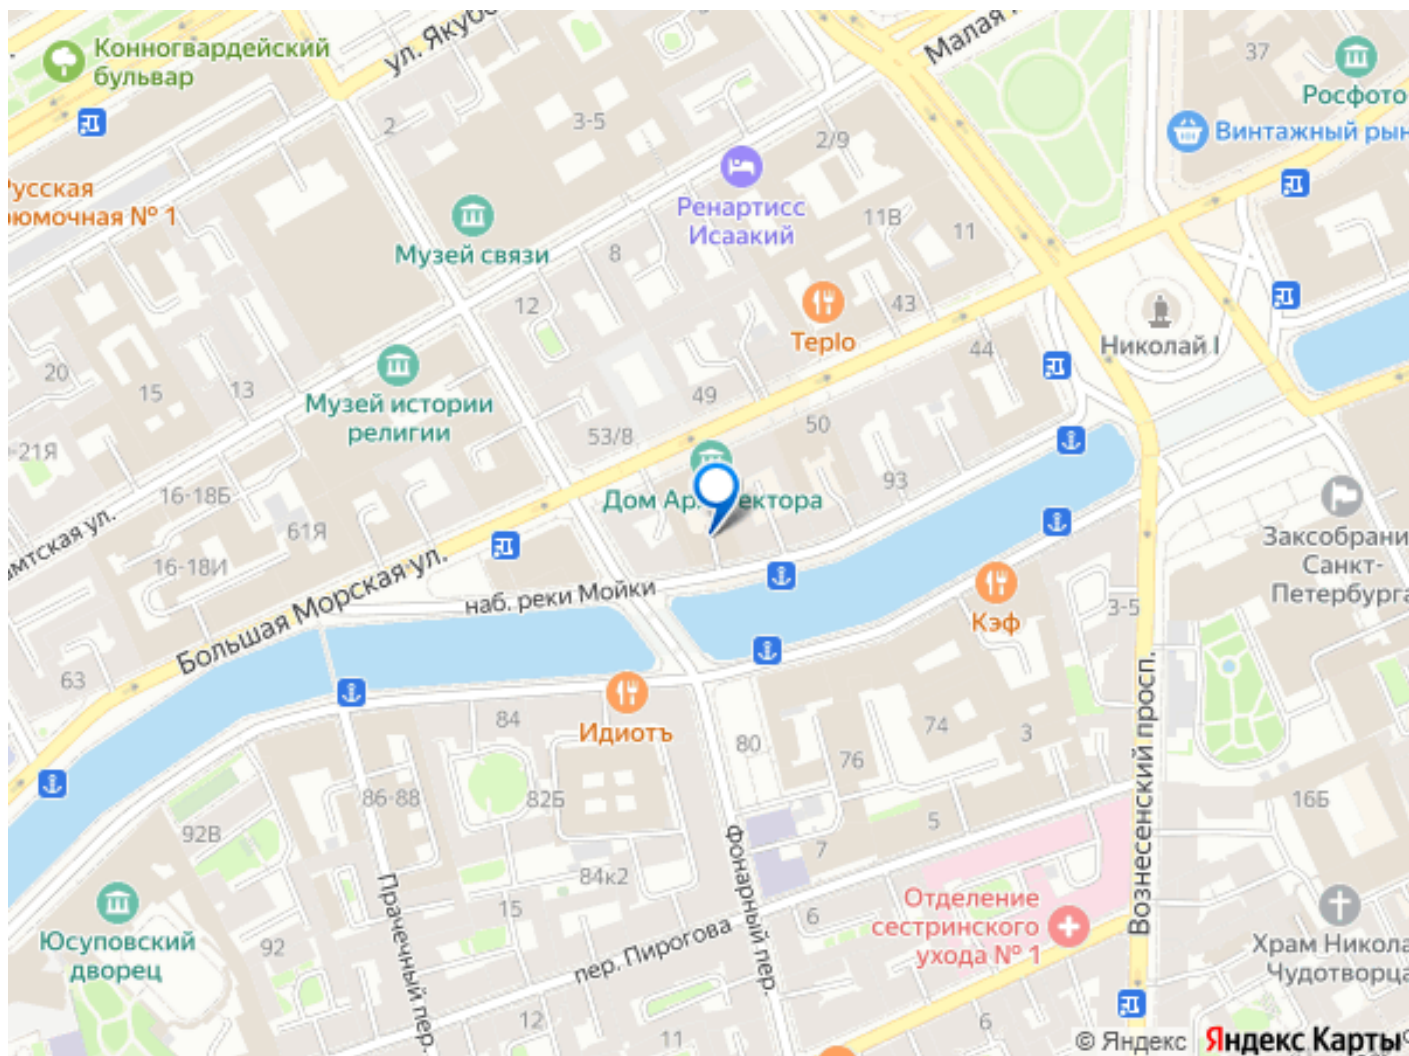 Конногвардейский
бульвар
ул. Якубо
Малая
37
Росфото
Винтажный рын
2
3-5
2/9
Русская
рюмочная № 1
Ренартисс
Исаакий
Музей связи
8
11В
11
12
43
Teplo
Николай I
44
20
15
13
Музей истории
религии
49
50
53/8
-21Я
16-18Б
61Я
16-18И
Дом Ар
ектора
93
Заксобрани
Санкт-
Петербурга
мтская ул.
Большая Морская ул.
наб. реки Мойки
Кэф
3-5
63
Идиотъ
84
80
74
3
76
Вознесенский просп.
86-88
82Б
92В
5
7
16Б
84к2
Фонарный пер.
15
6
Отделение
сестринского
ухода № 1
Юсуповский
дворец
92
Прачечный пер.
пер. Пирогова
Храм Никола
Чудотворца
12
11
6
© Яндекс
Яндекс Карты